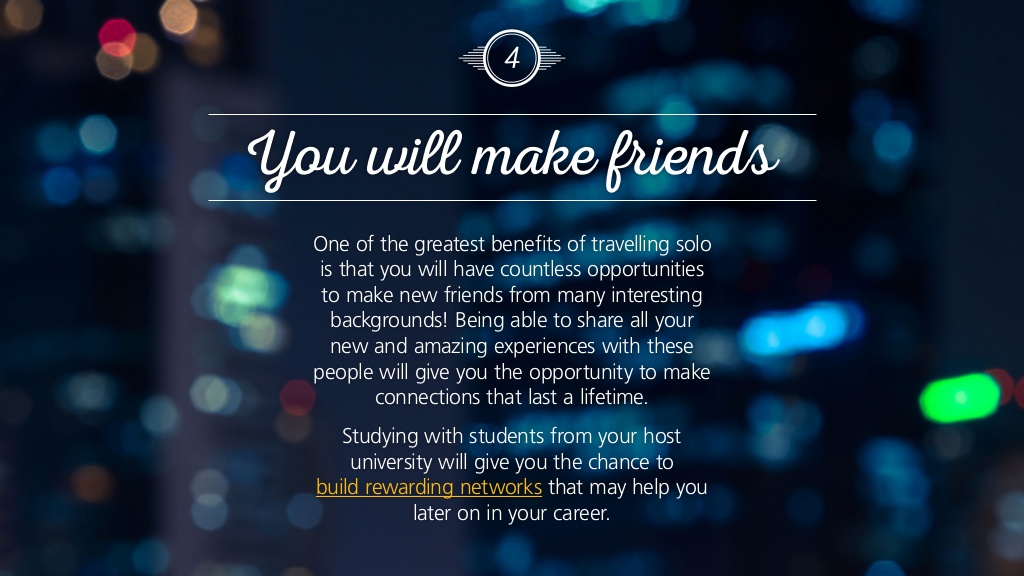 4
You will make friends
One of the greatest benefits of travelling solo
is that you will have countless opportunities
to make new friends from many interesting
backgrounds! Being able to share all your
new and amazing experiences with these
people will give you the opportunity to make
connections that last a lifetime.
Studying with students from your host
university will give you the chance to
build rewarding networks that may help you
later on in your career.